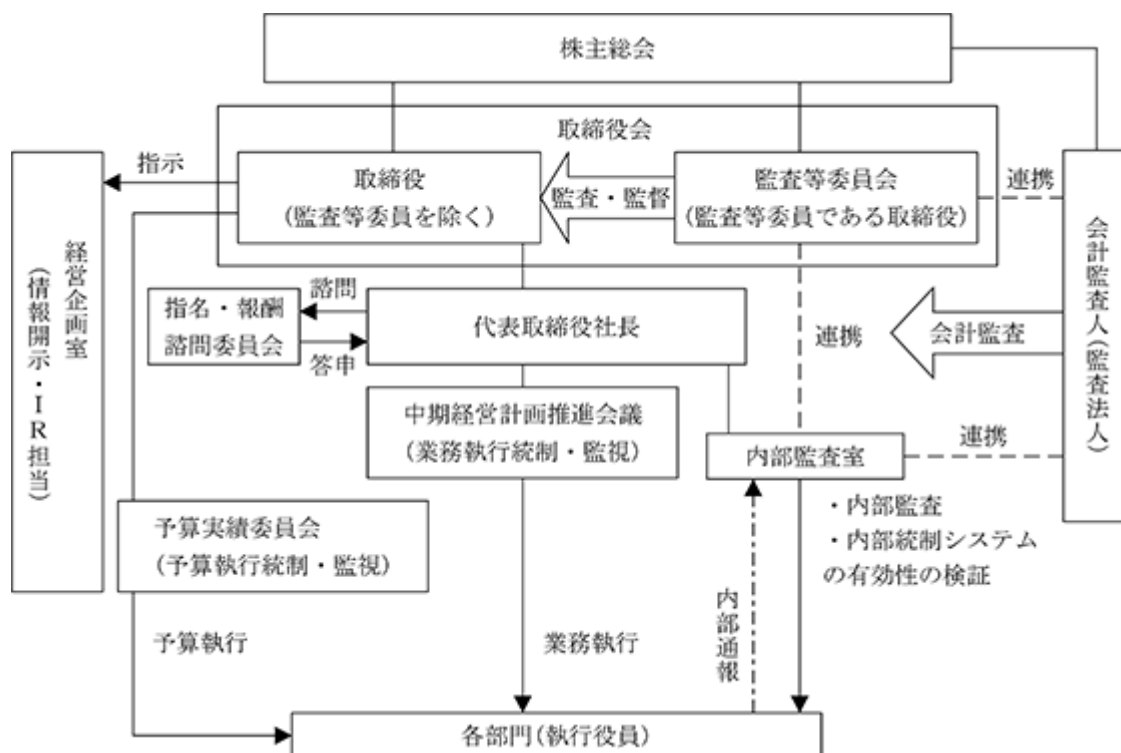 株主総会
取締役会
指示
取締役
(監査等委員を除く)
監査・監督
監査等委員会
(監査等委員である取締役)
連携
会計監査人(監査法人)
経営企画室
(情報開示・IR担当)
指名・報酬
諮問委員会
諮問
答申
代表取締役社長
連携
会計監査
中期経営計画推進会議
(業務執行統制・監視)
内部監査室
連携
・内部監査
・内部統制システム
の有効性の検証
予算実績委員会
(予算執行統制・監視)
予算執行
業務執行
内部通報
各部門(執行役員)